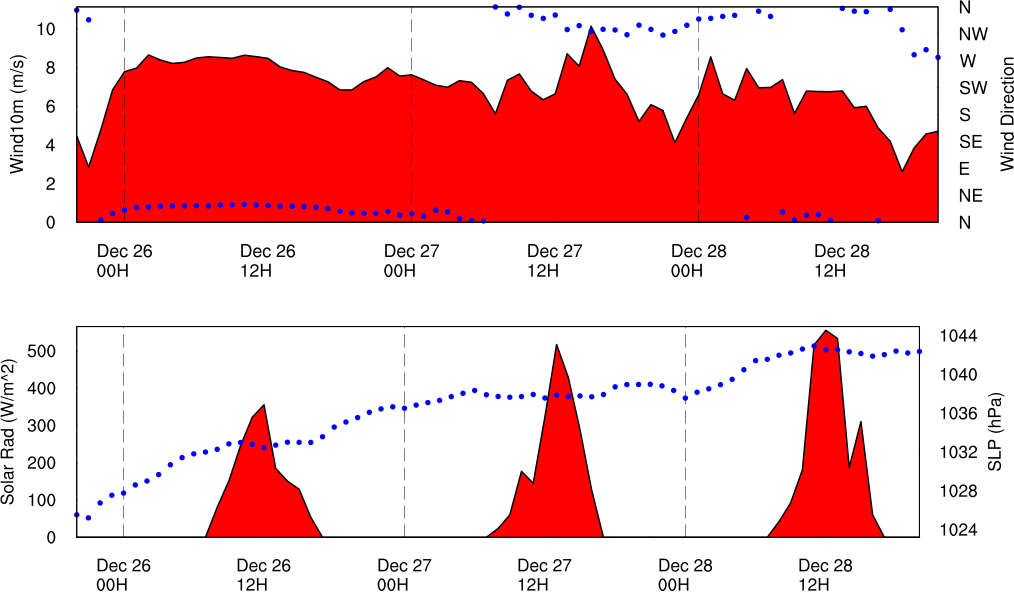 Wind10m (m/s)
10
8
6
4
2
0
N
NW
W
SW
S
SE
E
NE
N
Wind Direction
Dec 26 Dec 26 Dec 27 Dec 27 Dec 28 Dec 28
00H 12H 00H 12H 00H 12H
Solar Rad (W/m^2)
500
400
300
200
100
0
1044
1040
1036
1032
1028
1024
SLP (hPa)
Dec 26 Dec 26 Dec 27 Dec 27 Dec 28 Dec 28
00H 12H 00H 12H 00H 12H